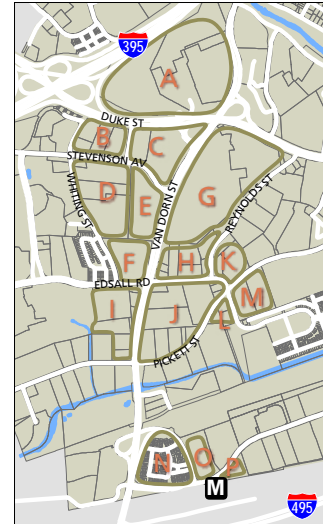 395
A
DUKE ST
B
C
STEVENSON AV
WHITING ST
D
E
VAN DORN ST
G
REYNOLDS ST
F
H
K
EDSALL RD
M
I
J
L
PICKETT ST
N
O
P
M
495